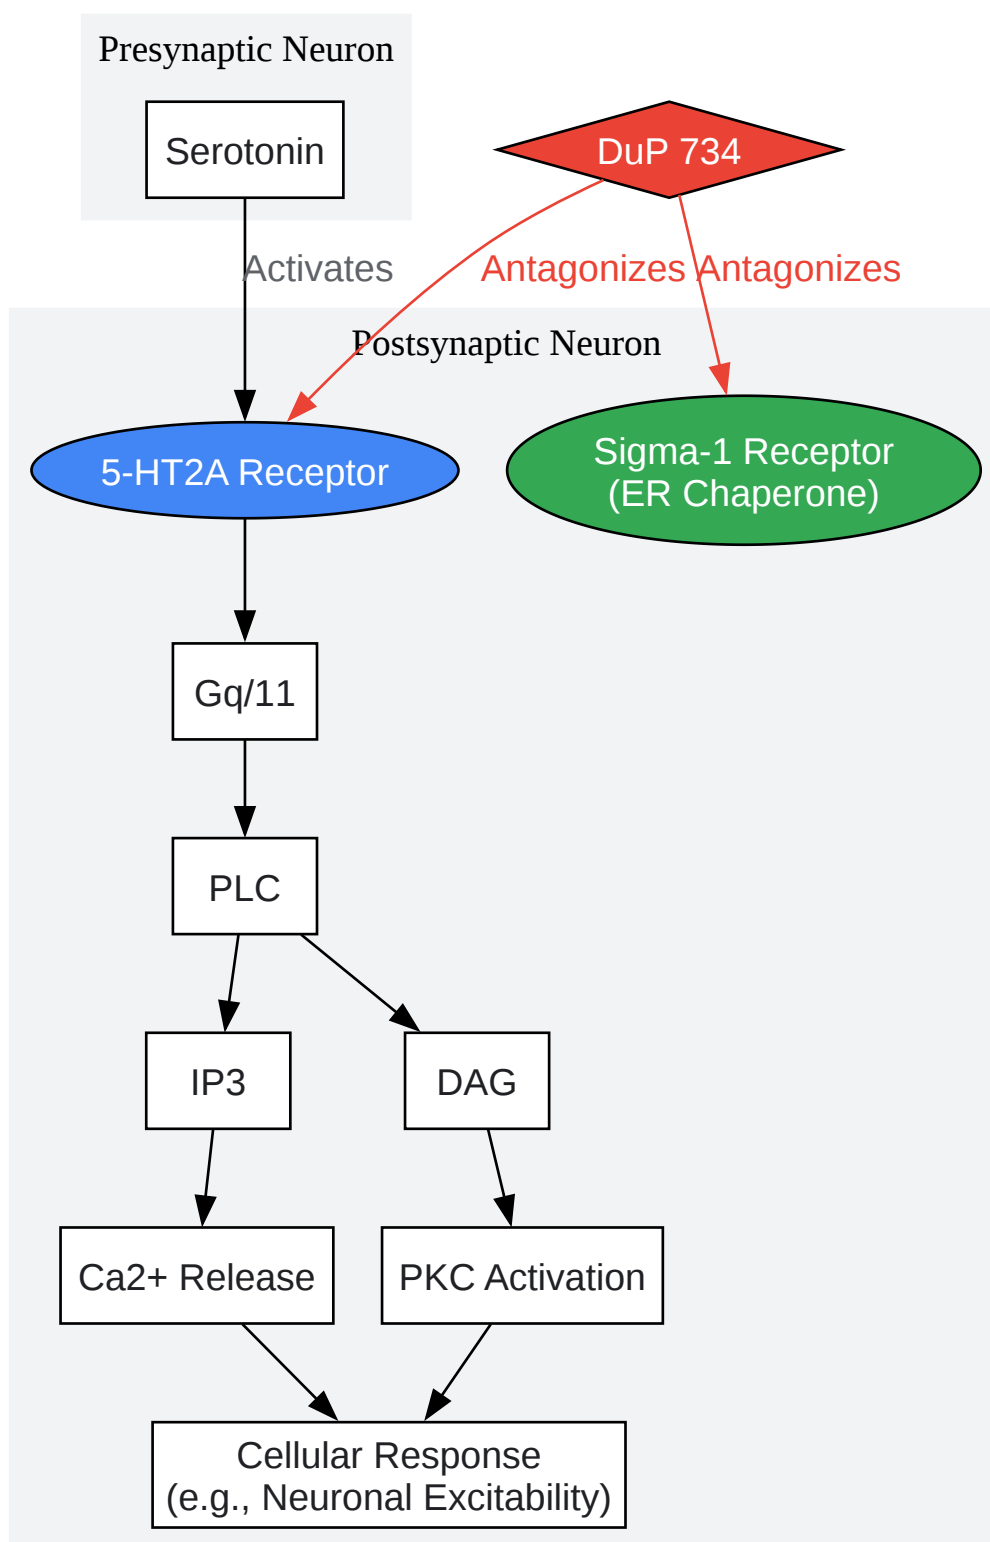 Presynaptic Neuron
Serotonin
DuP 734
Activates
Antagonizes
Antagonizes
Postsynaptic Neuron
5-HT2A Receptor
Sigma-1 Receptor
(ER Chaperone)
Gq/11
PLC
IP3
DAG
Ca2+ Release
PKC Activation
Cellular Response
(e.g., Neuronal Excitability)